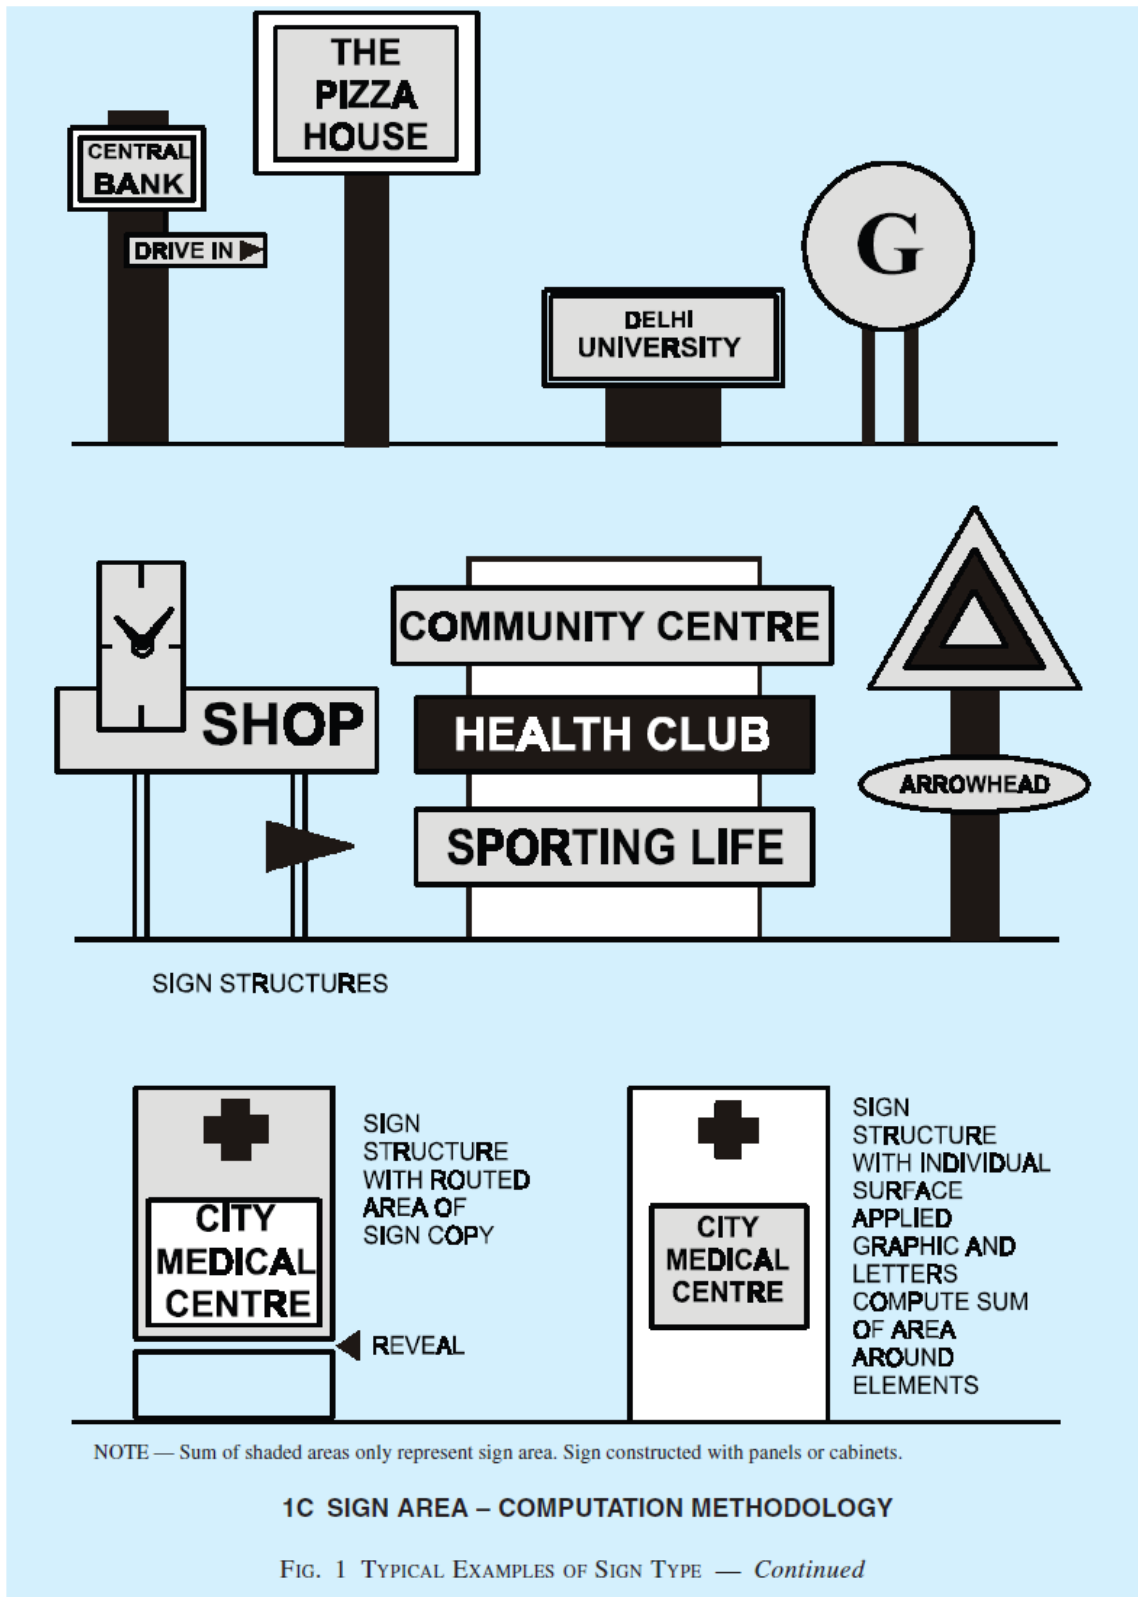 THE
PIZZA
HOUSE
CENTRAL
BANK
DRIVE IN
G
DELHI
UNIVERSITY
SHOP
COMMUNITY CENTRE
HEALTH CLUB
SPORTING LIFE
ARROWHEAD
SIGN STRUCTURES
CITY
MEDICAL
CENTRE
SIGN
STRUCTURE
WITH ROUTED
AREA OF
SIGN COPY
REVEAL
CITY
MEDICAL
CENTRE
SIGN
STRUCTURE
WITH INDIVIDUAL
SURFACE
APPLIED
GRAPHIC AND
LETTERS
COMPUTE SUM
OF AREA
AROUND
ELEMENTS
NOTE — Sum of shaded areas only represent sign area. Sign constructed with panels or cabinets.
1C SIGN AREA – COMPUTATION METHODOLOGY
FIG. 1 TYPICAL EXAMPLES OF SIGN TYPE — Continued